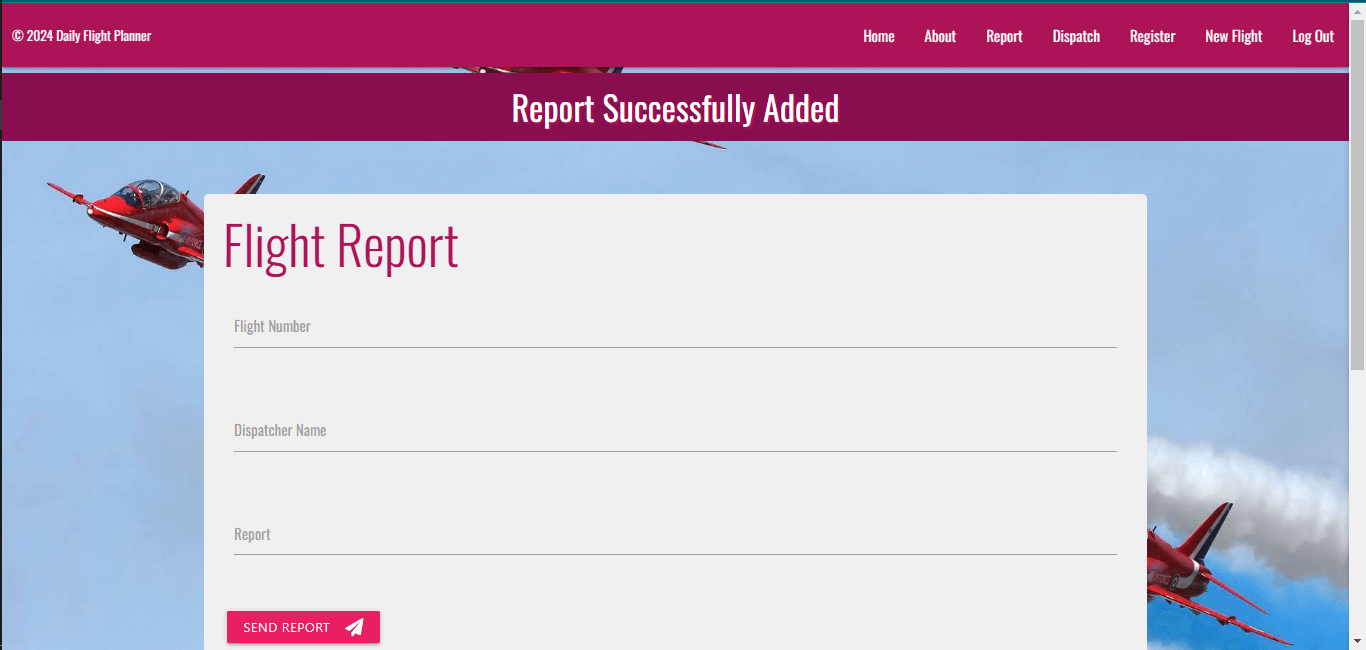 © 2024 Daily Flight Planner
Home About Report Dispatch Register New Flight Log Out
Report Successfully Added
Flight Report
Flight Number
Dispatcher Name
Report
SEND REPORT